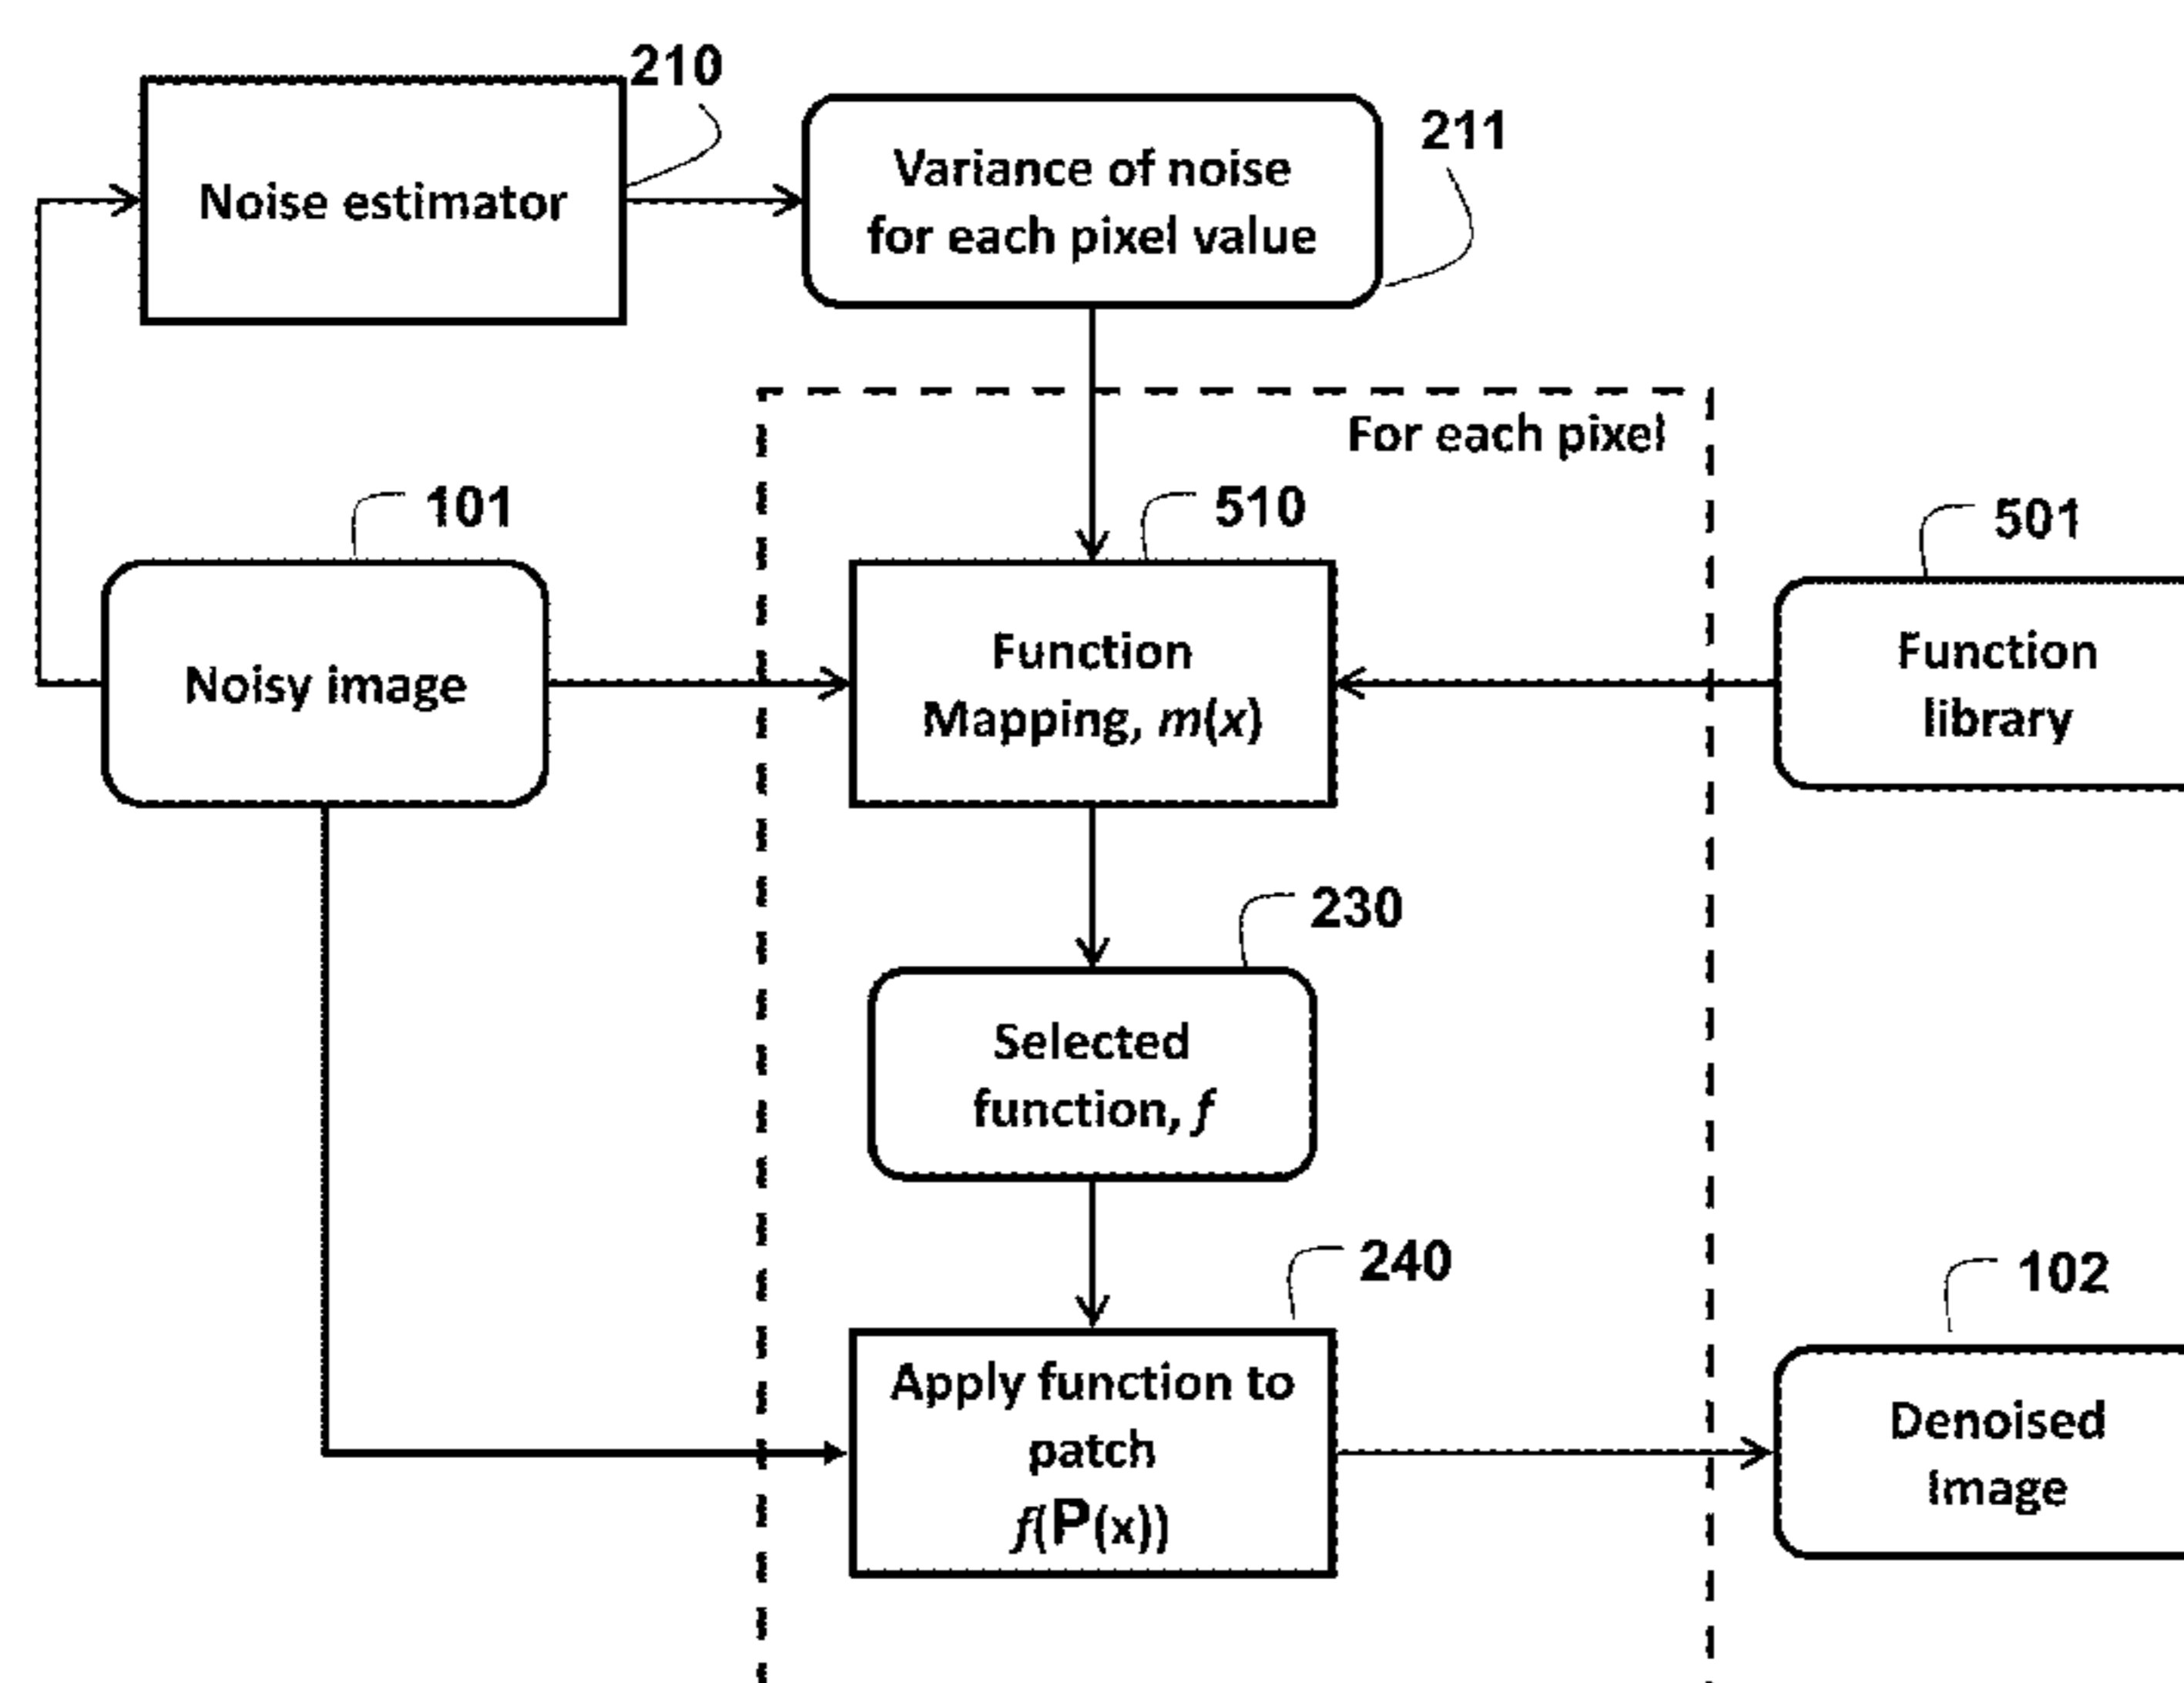 210
Noise estimator
Variance of noise
for each pixel value
211
For each pixel
101
Noisy image
510
Function
Mapping, m(x)
501
Function
library
230
Selected
function, f
240
Apply function to
patch
f(P(x))
102
Denoised
Image